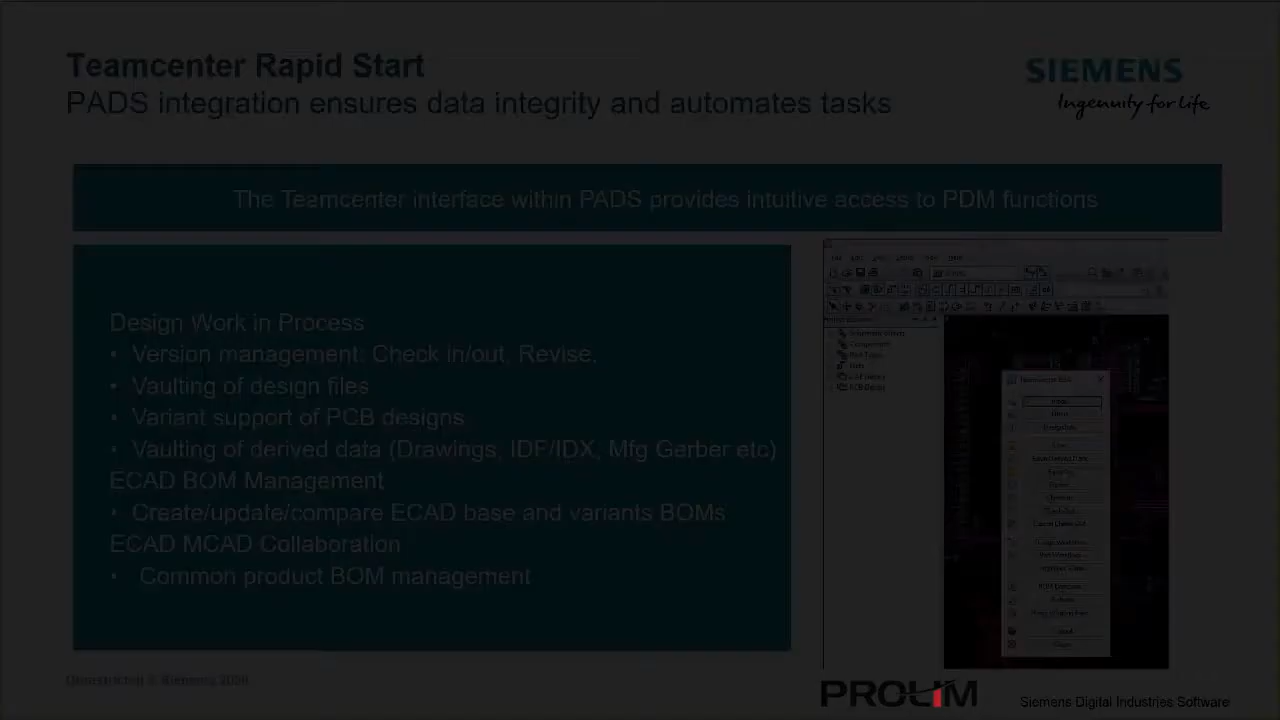 Teamcenter Rapid Start
SIEMENS
PADS integration ensures data integrity and automates tasks
Ingenuity for life
The Teamcenter interface within PADS provides intuitive access to PDM functions
Design Work in Process
• Version management: Check in/out, Revise.
• Vaulting of design files
• Variant support of PCB designs
• Vaulting of derived data (Drawings, IDF/IDX, Mfg Gerber etc)
ECAD BOM Management
• Create/update/compare ECAD base and variants BOMs
ECAD MCAD Collaboration
• Common product BOM management
Unrestricted © Siemens 2020
PROLIM
Siemens Digital Industries Software